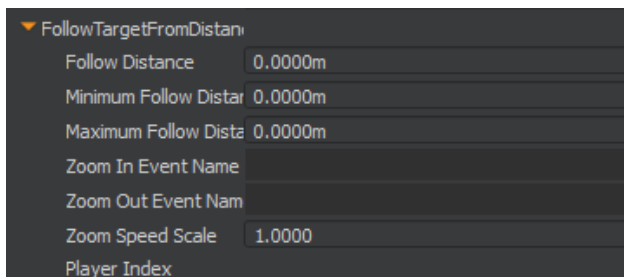 FollowTargetFromDistan
Follow Distance 0.0000m
Minimum Follow Distar 0.0000m
Maximum Follow Dista 0.0000m
Zoom In Event Name
Zoom Out Event Nam
Zoom Speed Scale 1.0000
Player Index